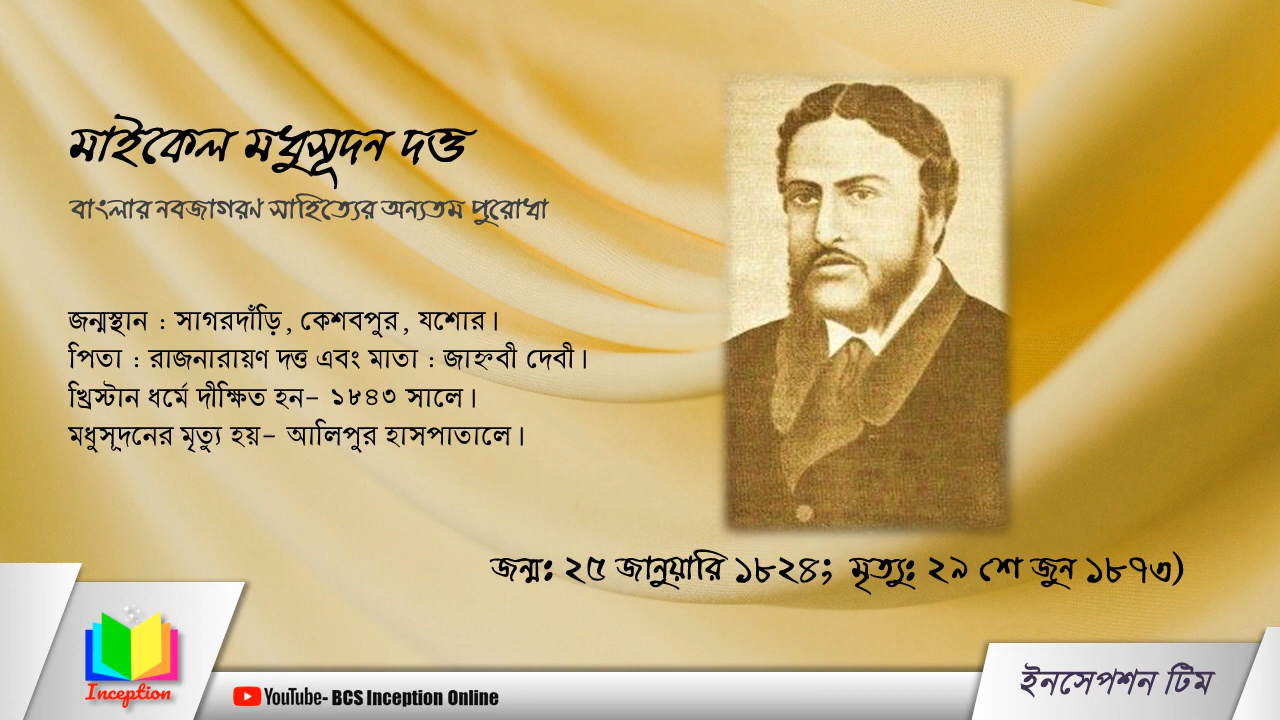 মাইকেল মধুসূদন দত্ত
বাংলার নবজাগরণ সাহিত্যের অন্যতম পুরোধা
জন্মস্থান : সাগরদাঁড়ি, কেশবপুর, যশোর।
পিতা : রাজনারায়ণ দত্ত এবং মাতা : জাহ্নবী দেবী।
খ্রিস্টান ধর্মে দীক্ষিত হন- ১৮৪৩ সালে।
মধুসূদনের মৃত্যু হয়- আলিপুর হাসপাতালে।
জন্ম: ২৫ জানুয়ারি ১৮২৪; মৃত্যু: ২৯ শে জুন ১৮৭৩)
Inception
YouTube- BCS Inception Online
ইনসেপশন টিম